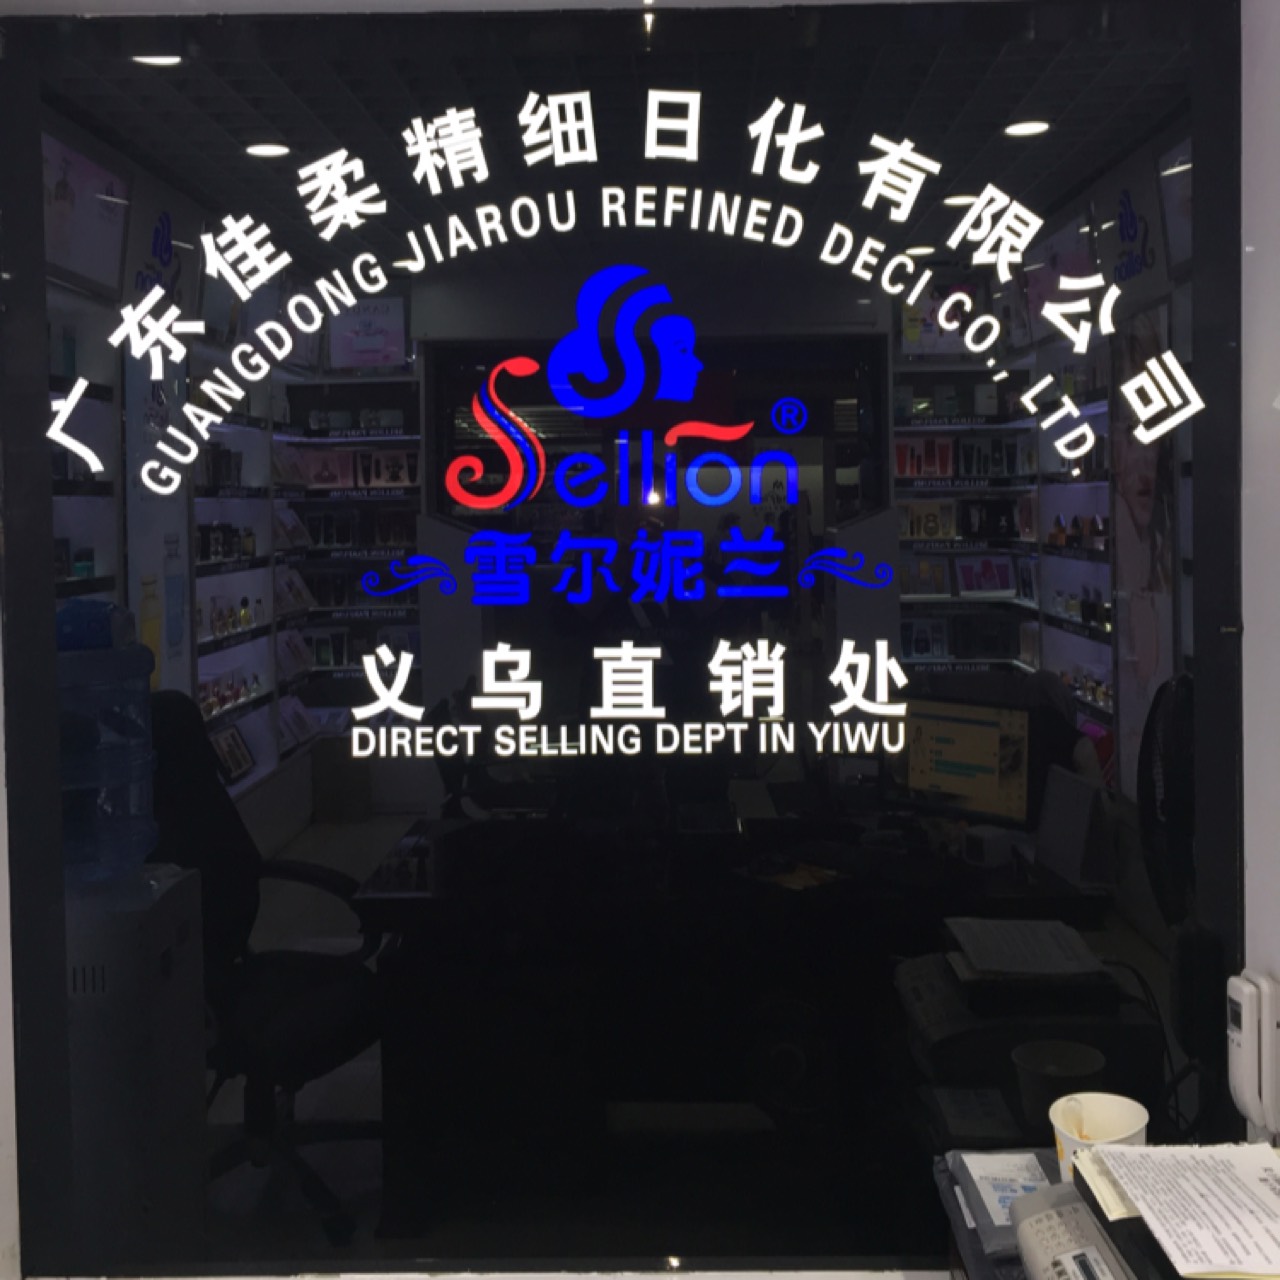 广东佳柔精细日化有限公司
GUANGDONG JIAROU REFINED DECI CO., LTD.
Sellion®
雪尔妮兰
义乌直销处
DIRECT SELLING DEPT IN YIWU